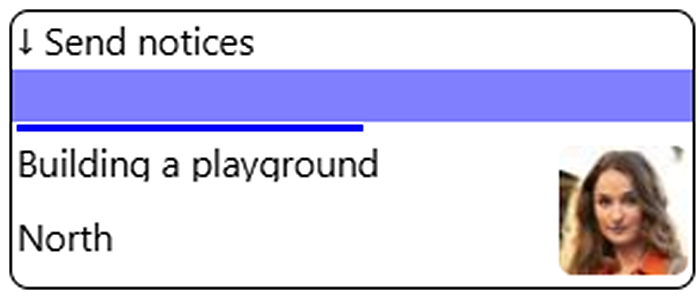 ↓ Send notices
Building a playground
North